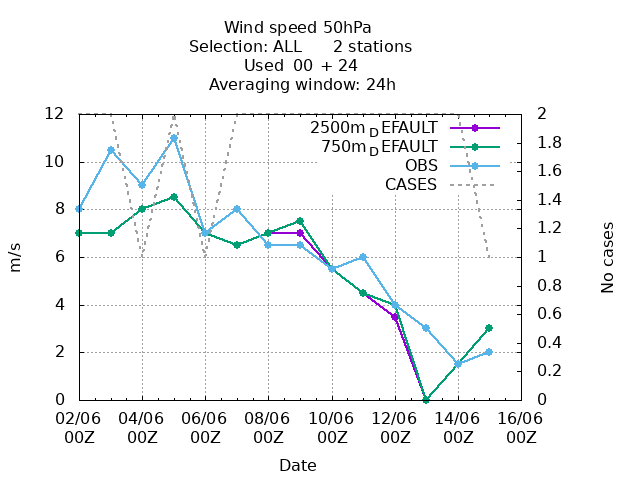 Wind speed 50hPa
Selection: ALL 2 stations
Used 00 + 24
Averaging window: 24h
2500m_DEFAULT
750m_DEFAULT
OBS
CASES
12
10
8
6
4
2
0
m/s
2
1.8
1.6
1.4
1.2
1
0.8
0.6
0.4
0.2
0
No cases
02/06 04/06 06/06 08/06 10/06 12/06 14/06 16/06
00Z 00Z 00Z 00Z 00Z 00Z 00Z 00Z
Date